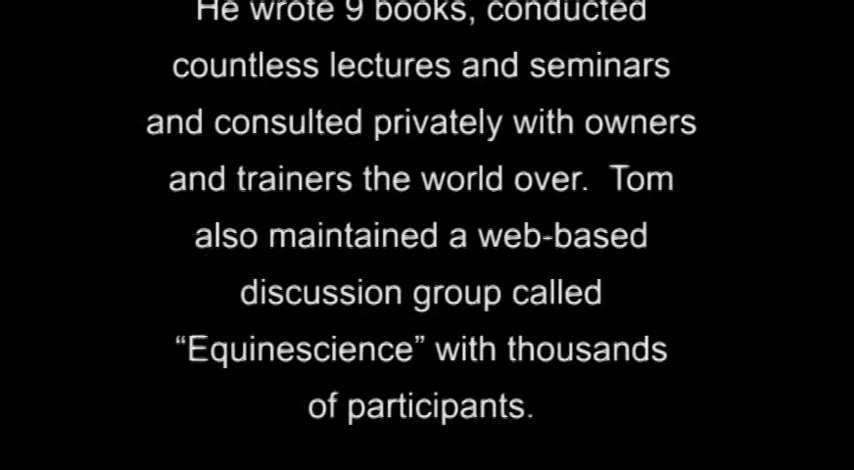 He wrote 9 books, conducted
countless lectures and seminars
and consulted privately with owners
and trainers the world over.  Tom
also maintained a web-based
discussion group called
“Equinescience” with thousands
of participants.